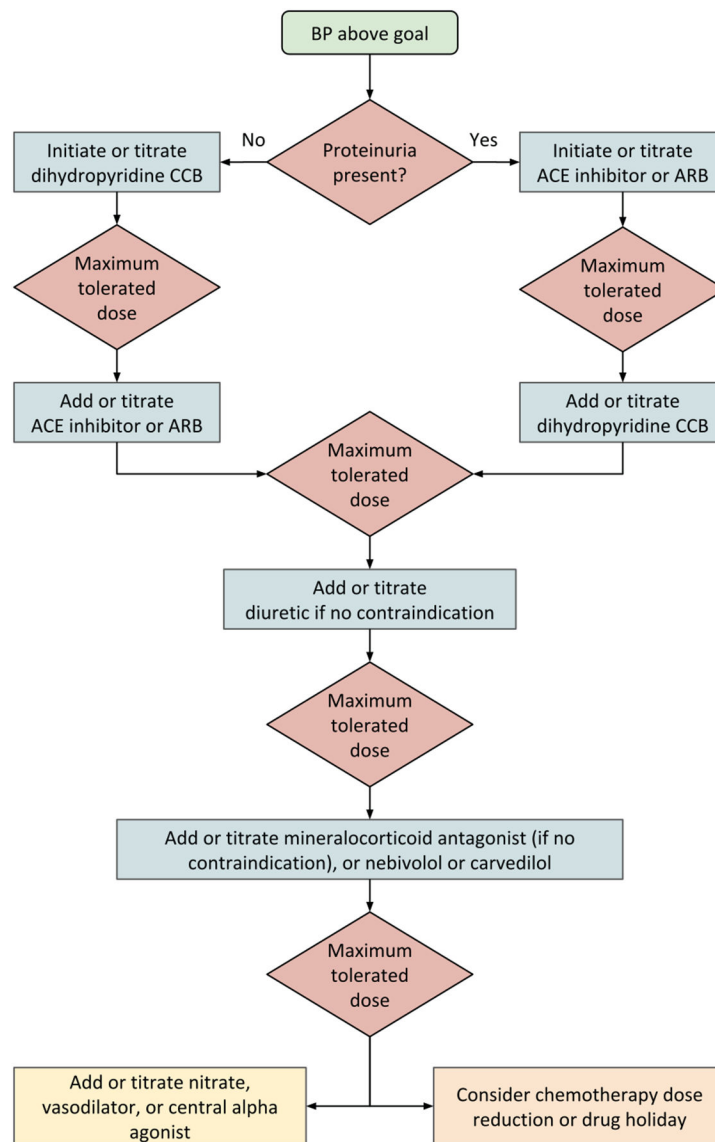 BP above goal
No
Proteinuria
present?
Yes
Initiate or titrate
dihydropyridine CCB
Initiate or titrate
ACE inhibitor or ARB
Maximum
tolerated
dose
Maximum
tolerated
dose
Add or titrate
ACE inhibitor or ARB
Add or titrate
dihydropyridine CCB
Maximum
tolerated
dose
Add or titrate
diuretic if no contraindication
Maximum
tolerated
dose
Add or titrate mineralocorticoid antagonist (if no
contraindication), or nebivolol or carvedilol
Maximum
tolerated
dose
Add or titrate nitrate,
vasodilator, or central alpha
agonist
Consider chemotherapy dose
reduction or drug holiday